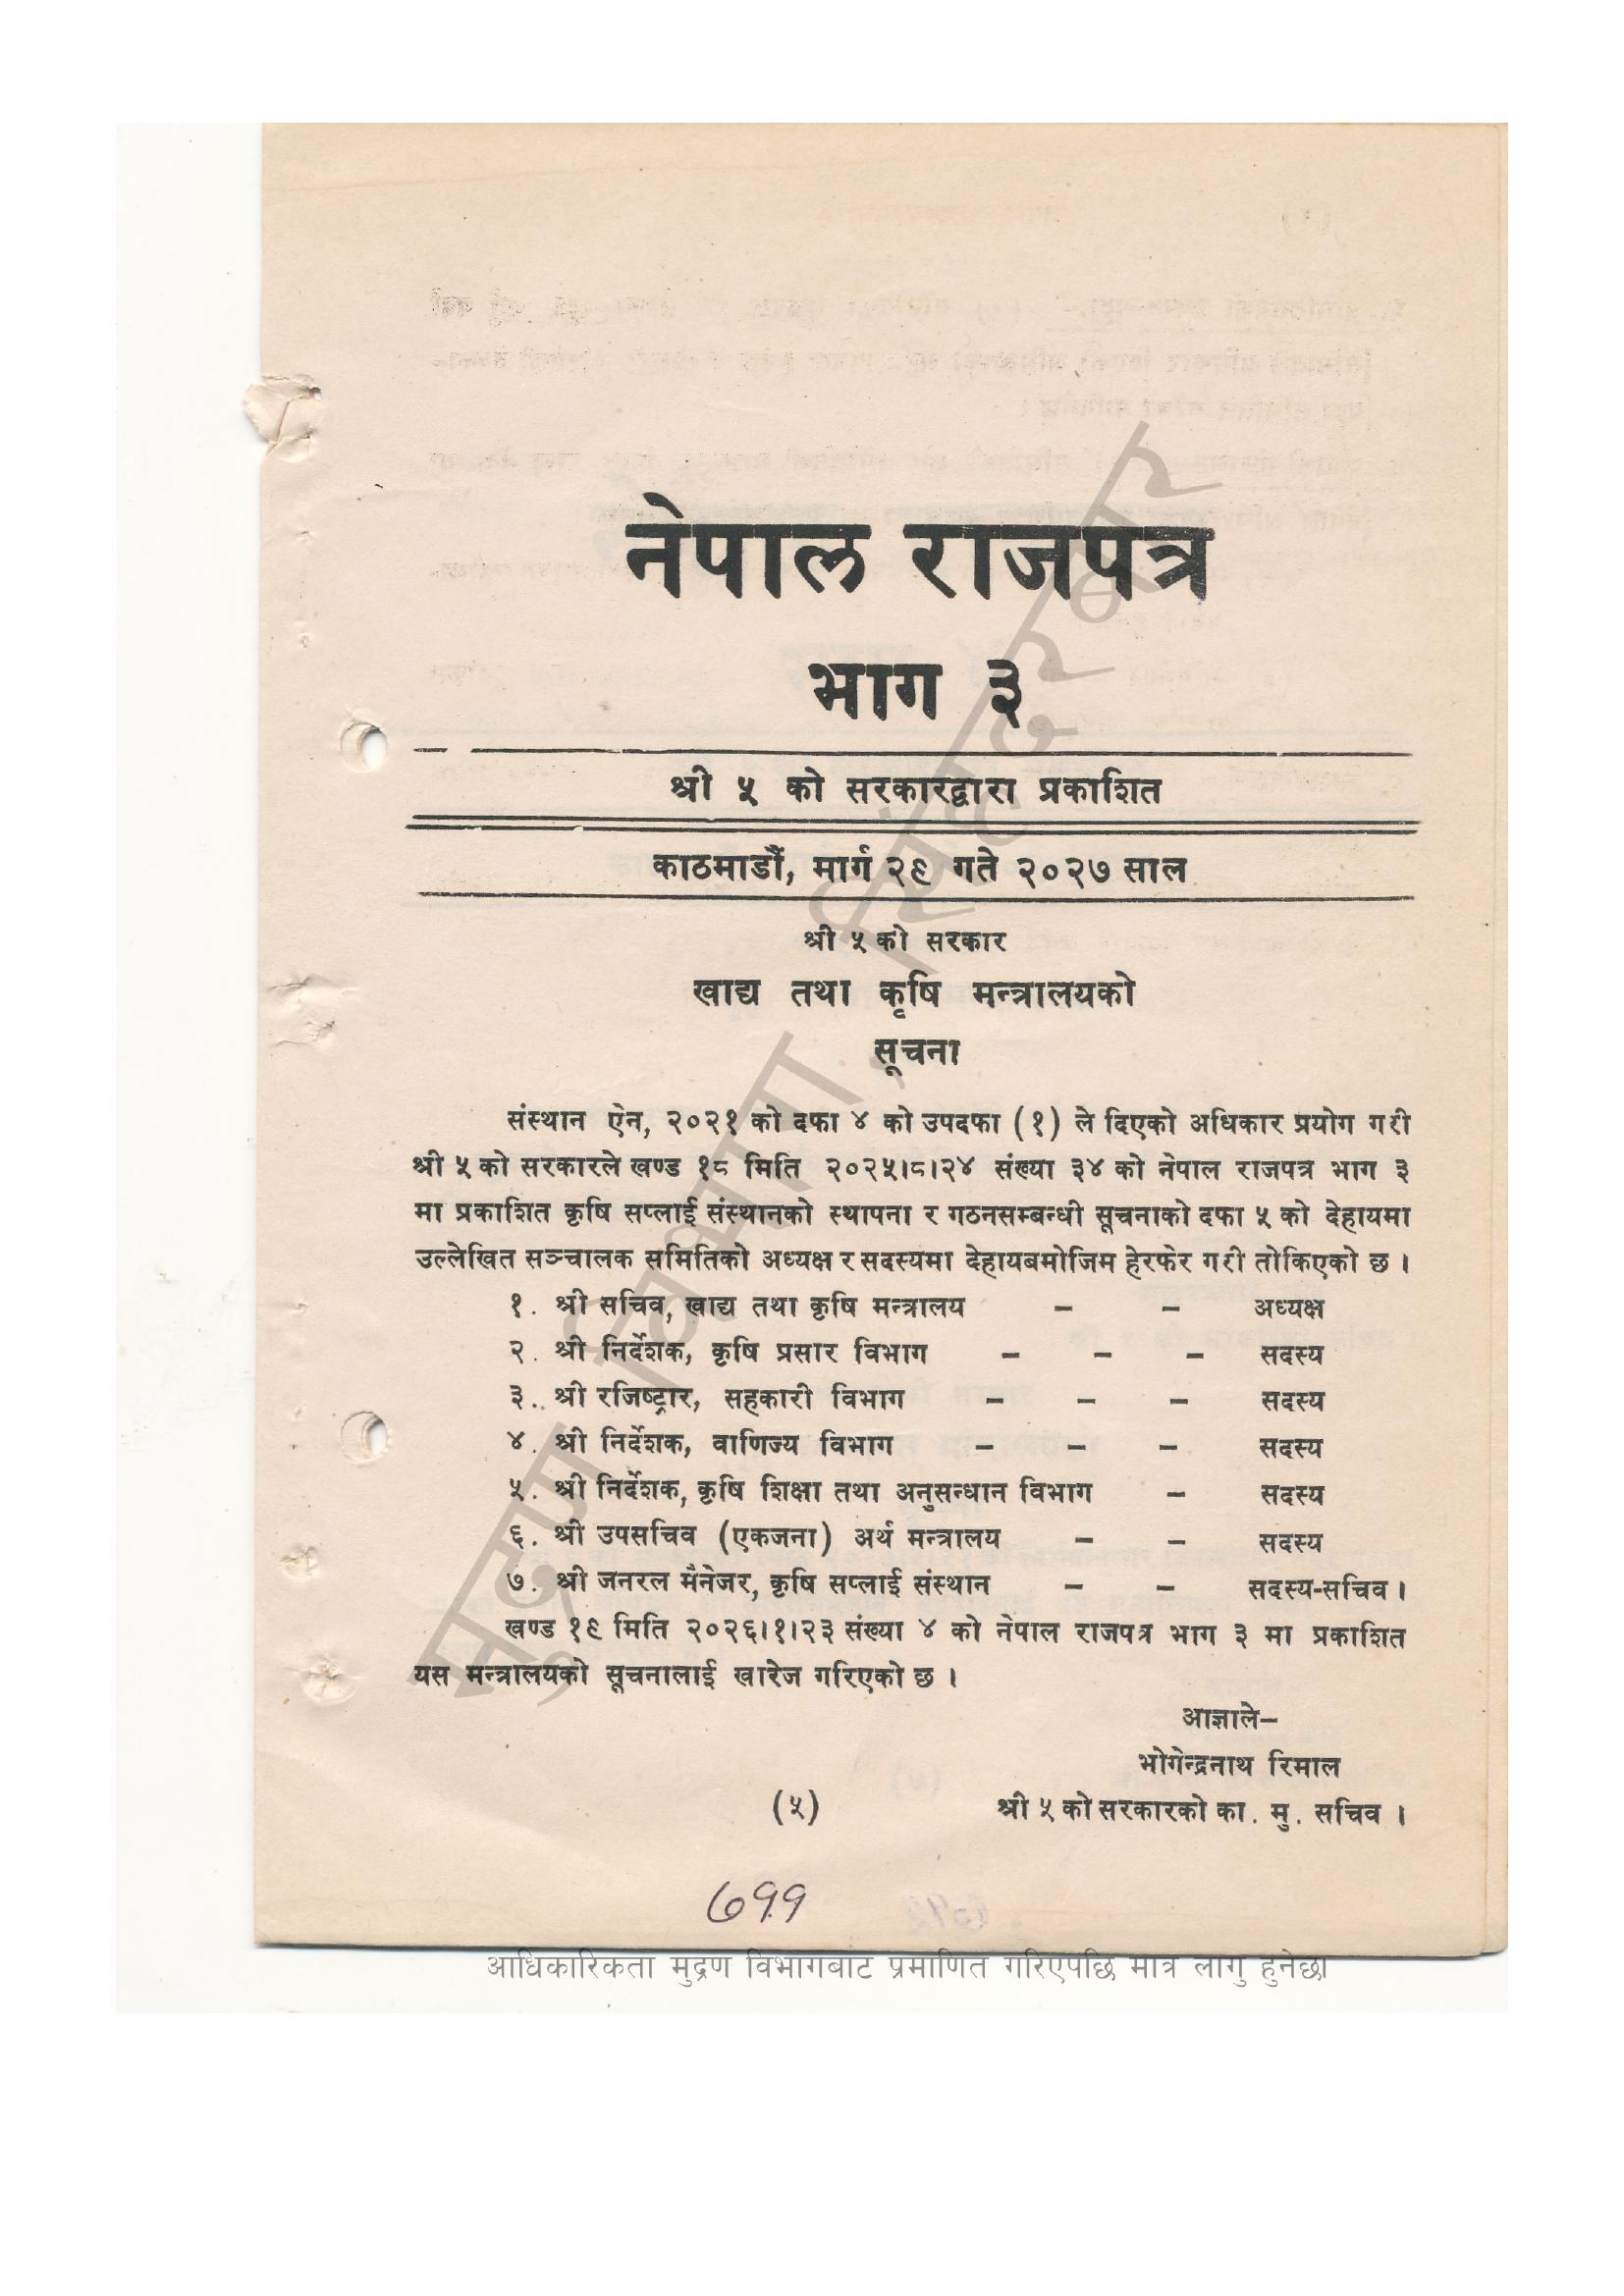 नेपाल राजपत्र
भाग ३
श्री ५ को सरकारद्वारा प्रकाशित
काठमाडौं, मार्ग २९ गते २०२७ साल
श्री ५ को सरकार
खाद्य तथा कृषि मन्त्रालयको
सूचना
संस्थान ऐन, २०२१ को दफा ४ को उपदफा (१) ले दिएको अधिकार प्रयोग गरी
श्री ५ को सरकारले खण्ड १८ मिति २०२५।८।२४ संख्या ३४ को नेपाल राजपत्र भाग ३
मा प्रकाशित कृषि सप्लाई संस्थानको स्थापना र गठनसम्बन्धी सूचनाको दफा ५ को देहायमा
उल्लेखित सञ्चालक समितिको अध्यक्ष र सदस्यमा देहायबमोजिम हेरफेर गरी तोकिएको छ ।
१. श्री सचिव, खाद्य तथा कृषि मन्त्रालय – – अध्यक्ष
२. श्री निर्देशक, कृषि प्रसार विभाग – – – सदस्य
३. श्री रजिष्ट्रार, सहकारी विभाग – – – सदस्य
४. श्री निर्देशक, वाणिज्य विभाग – – – सदस्य
५. श्री निर्देशक, कृषि शिक्षा तथा अनुसन्धान विभाग – सदस्य
६. श्री उपसचिव (एकजना) अर्थ मन्त्रालय – – सदस्य
७. श्री जनरल मैनेजर, कृषि सप्लाई संस्थान – – सदस्य-सचिव ।
खण्ड १९ मिति २०२६।१।२३ संख्या ४ को नेपाल राजपत्र भाग ३ मा प्रकाशित
यस मन्त्रालयको सूचनालाई खारेज गरिएको छ ।
आज्ञाले–
भोगेन्द्रनाथ रिमाल
(५) श्री ५ को सरकारको का. मु. सचिव ।
७११
मुद्रण विभाग, सिंहदरबार
आधिकारिकता मुद्रण विभागबाट प्रमाणित गरिएपछि मात्र लागु हुनेछ।